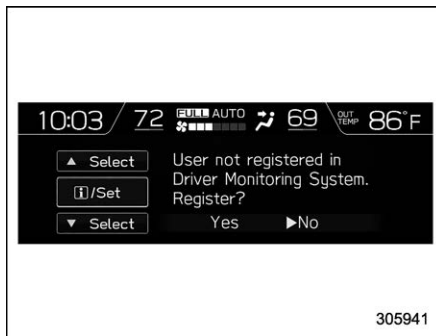 10:03 72 FULL AUTO 69 OUT TEMP 86°F
▲ Select
i/Set
▼ Select
User not registered in
Driver Monitoring System.
Register?
Yes ▶No
305941